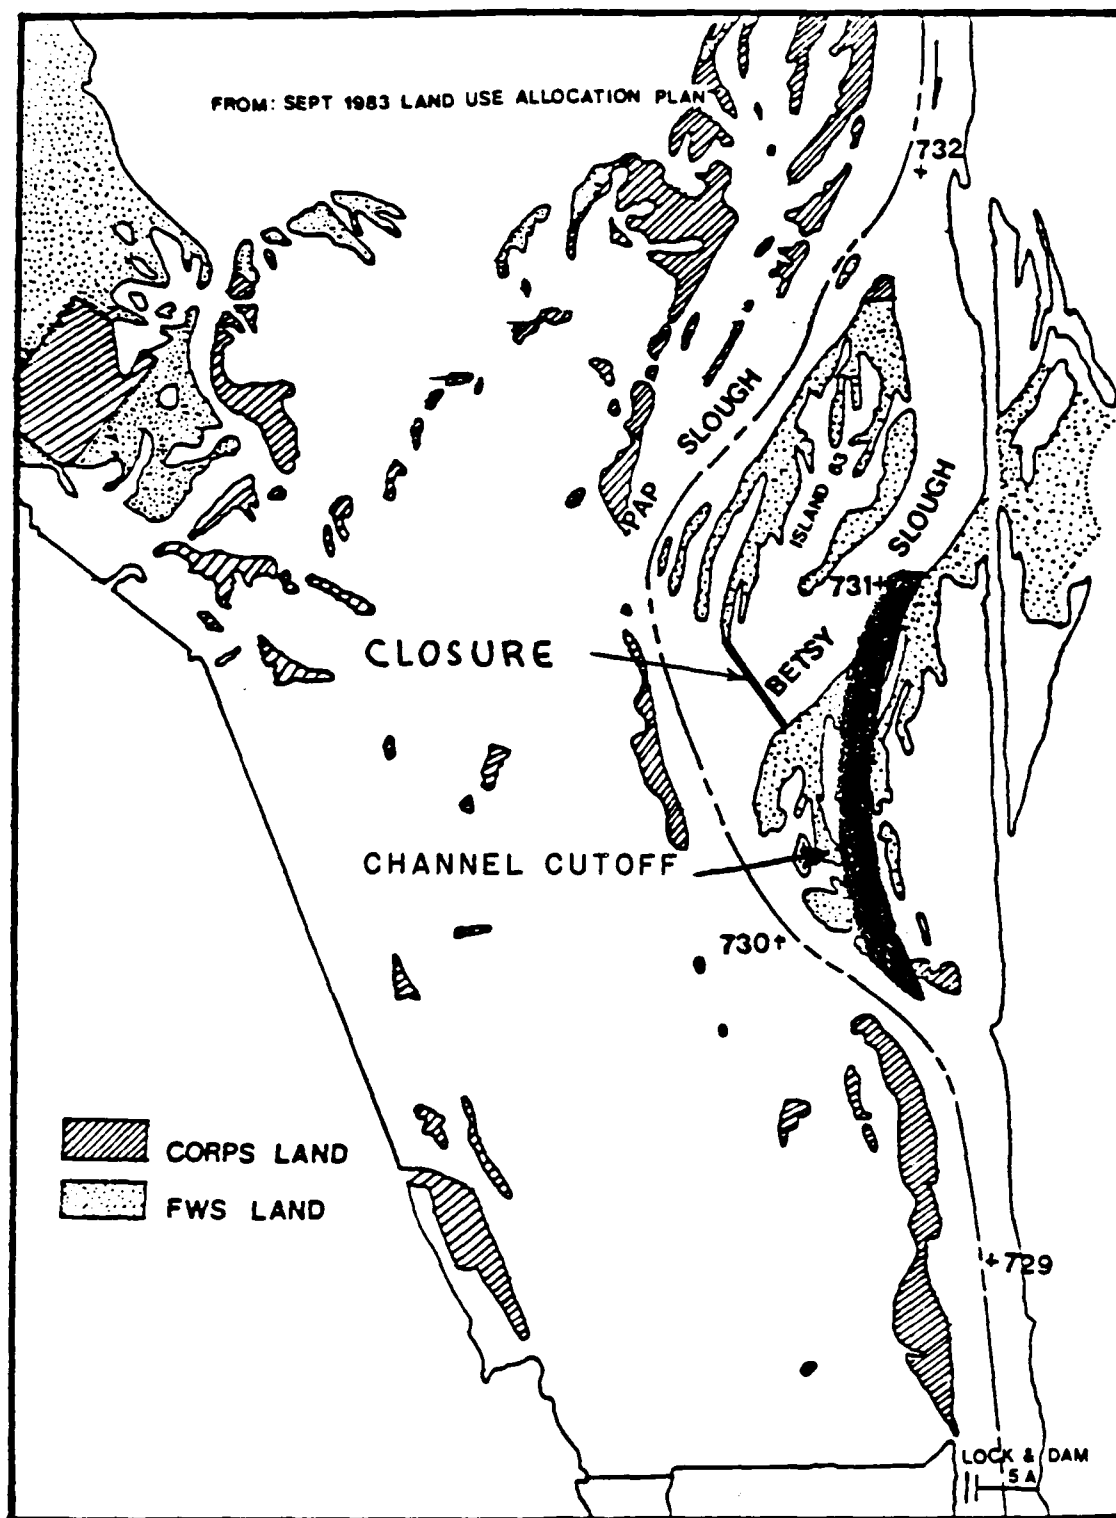 FROM: SEPT 1983 LAND USE ALLOCATION PLAN
732
PAP SLOUGH
ISLAND 63
BETSY SLOUGH
731
CLOSURE
CHANNEL CUTOFF
730
CORPS LAND
FWS LAND
729
LOCK & DAM
5A